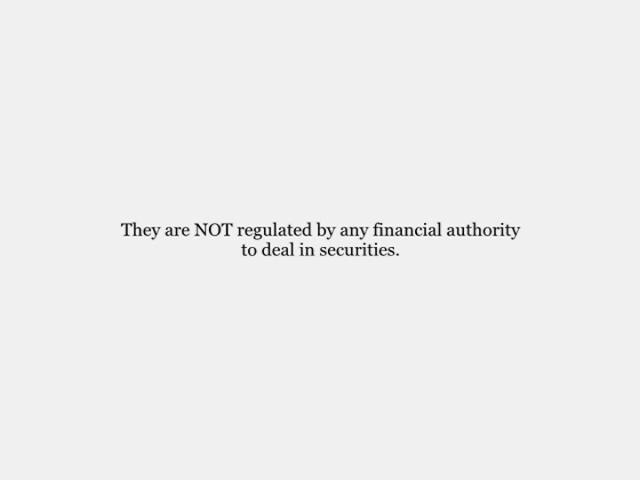 They are NOT regulated by any financial authority
to deal in securities.